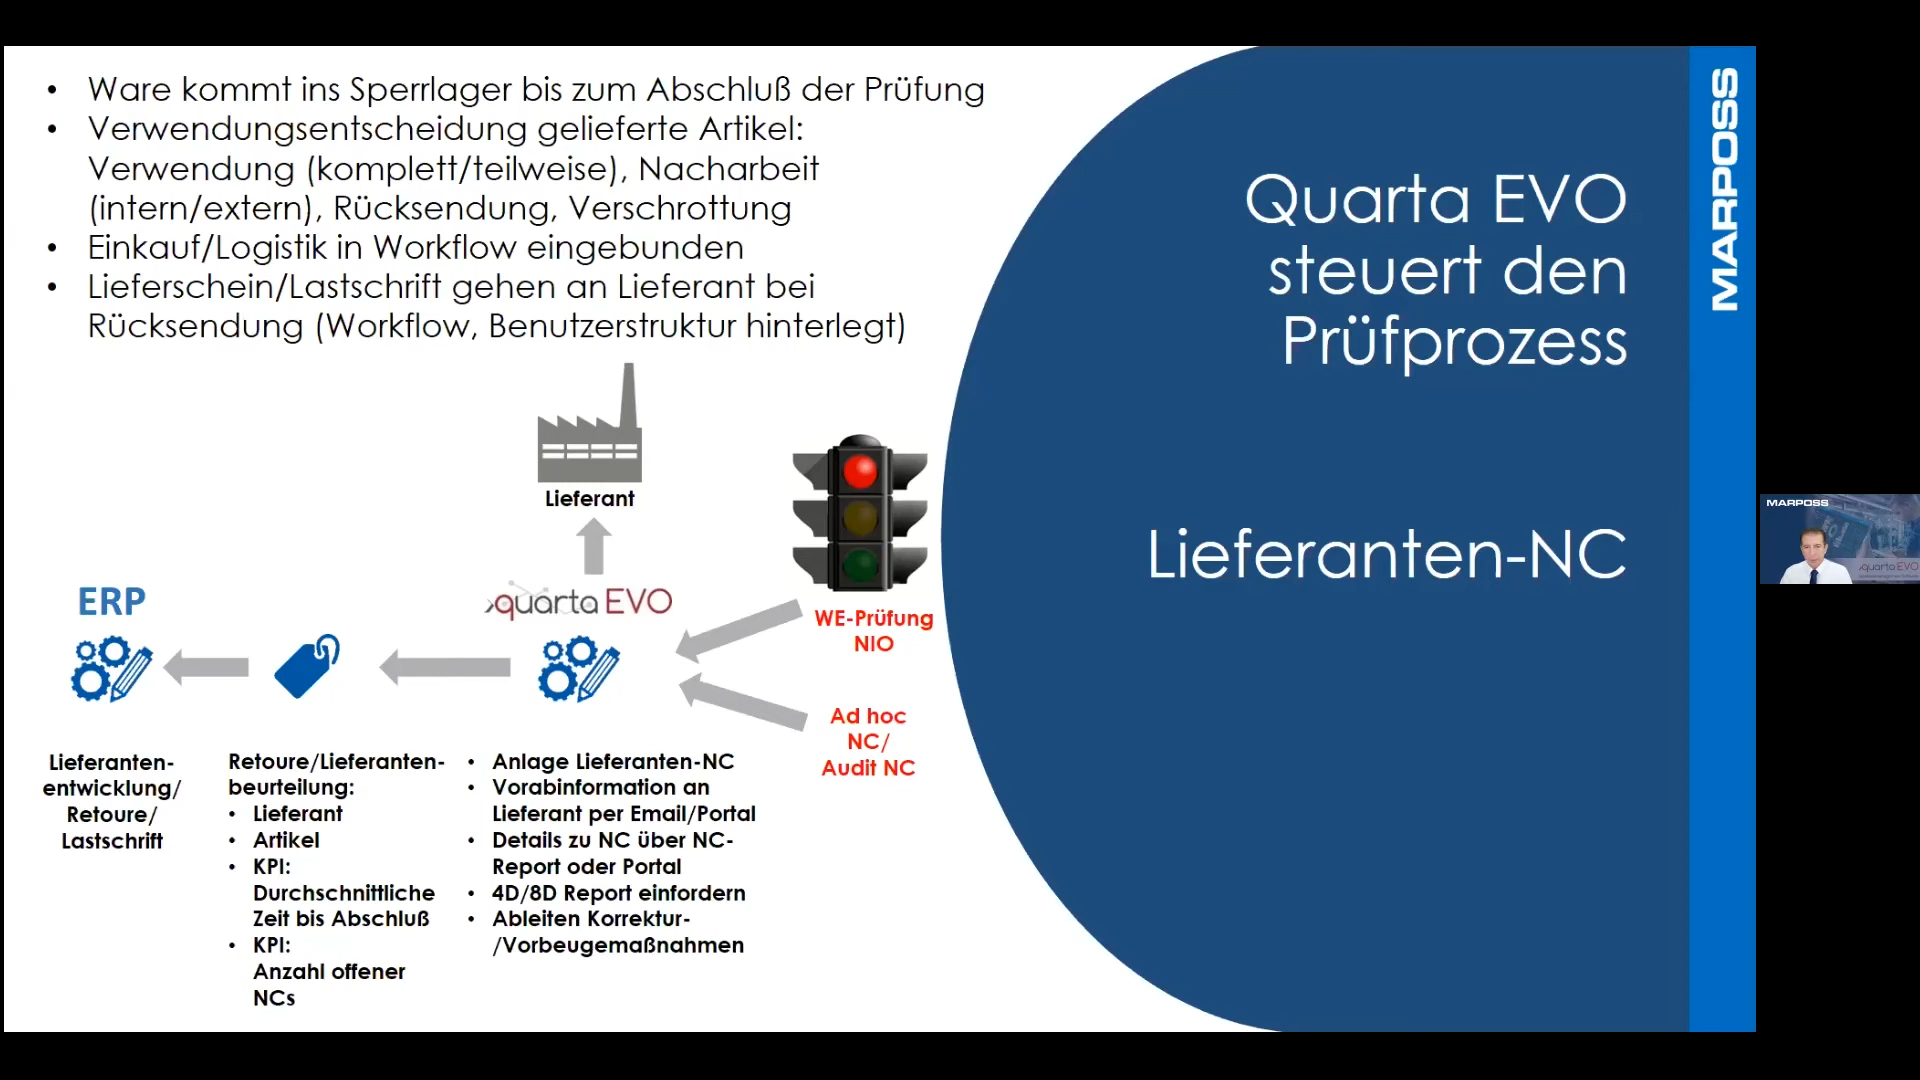 • Ware kommt ins Sperrlager bis zum Abschluß der Prüfung
• Verwendungsentscheidung gelieferte Artikel:
Verwendung (komplett/teilweise), Nacharbeit
(intern/extern), Rücksendung, Verschrottung
• Einkauf/Logistik in Workflow eingebunden
• Lieferschein/Lastschrift gehen an Lieferant bei
Rücksendung (Workflow, Benutzerstruktur hinterlegt)
Quarta EVO
steuert den
Prüfprozess
Lieferanten-NC
MARPOSS
Lieferant
ERP
quarta EVO
WE-Prüfung
NIO
Ad hoc
NC/
Audit NC
Lieferanten-
entwicklung/
Retoure/
Lastschrift
Retoure/Lieferanten-
beurteilung:
• Lieferant
• Artikel
• KPI:
Durchschnittliche
Zeit bis Abschluß
• KPI:
Anzahl offener
NCs
• Anlage Lieferanten-NC
• Vorabinformation an
Lieferant per Email/Portal
• Details zu NC über NC-
Report oder Portal
• 4D/8D Report einfordern
• Ableiten Korrektur-
/Vorbeugemaßnahmen
MARPOSS
quarta EVO